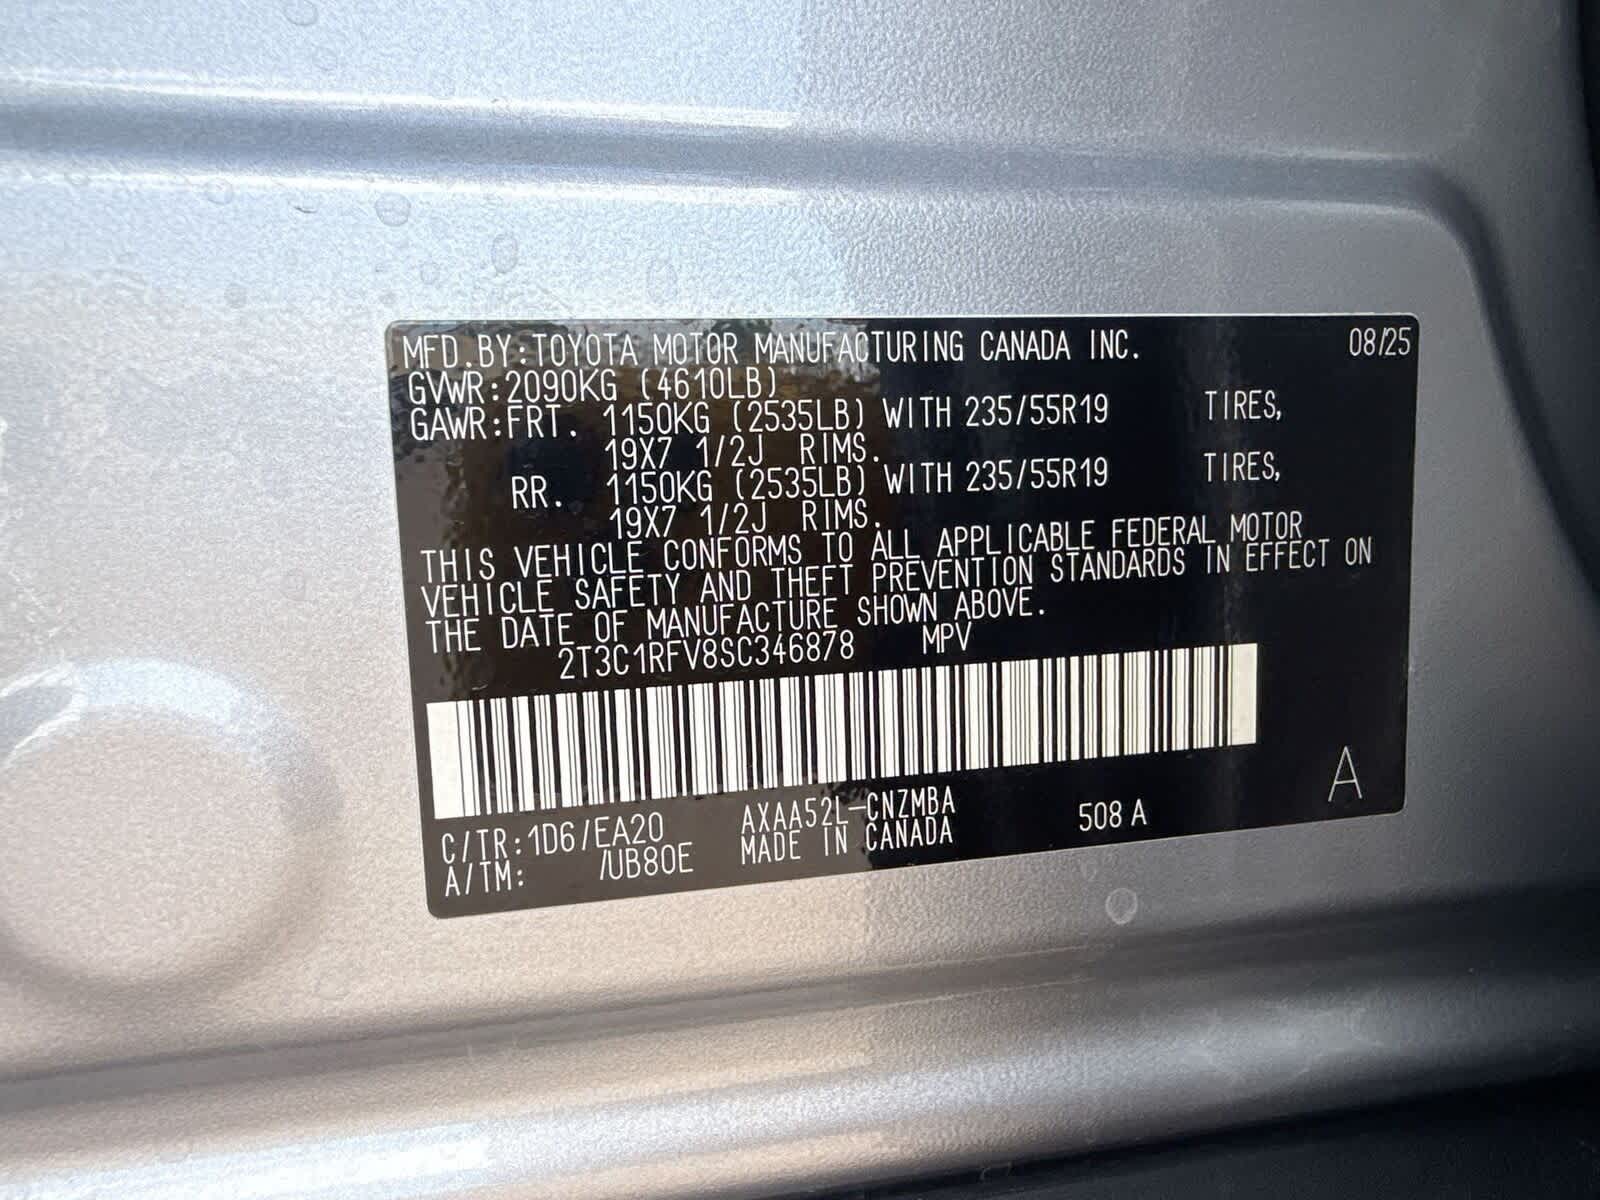 MFD.BY:TOYOTA MOTOR MANUFACTURING CANADA INC. 08/25
GVWR:2090KG (4610LB)
GAWR:FRT. 1150KG (2535LB) WITH 235/55R19 TIRES,
19X7 1/2J RIMS.
RR. 1150KG (2535LB) WITH 235/55R19 TIRES,
19X7 1/2J RIMS.
THIS VEHICLE CONFORMS TO ALL APPLICABLE FEDERAL MOTOR
VEHICLE SAFETY AND THEFT PREVENTION STANDARDS IN EFFECT ON
THE DATE OF MANUFACTURE SHOWN ABOVE.
2T3C1RFV8SC346878 MPV
A
C/TR:1D6/EA20 AXAA52L-CNZMBA 508 A
A/TM: /UB80E MADE IN CANADA